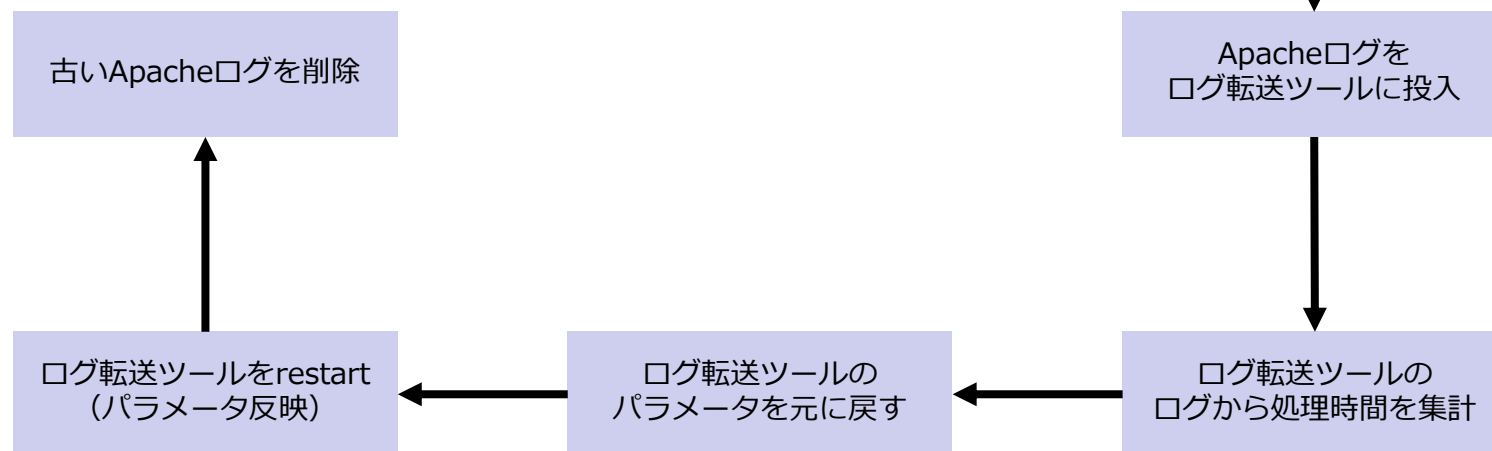 古いApacheログを削除
Apacheログを
ログ転送ツールに投入
ログ転送ツールをrestart
（パラメータ反映）
ログ転送ツールの
パラメータを元に戻す
ログ転送ツールの
ログから処理時間を集計